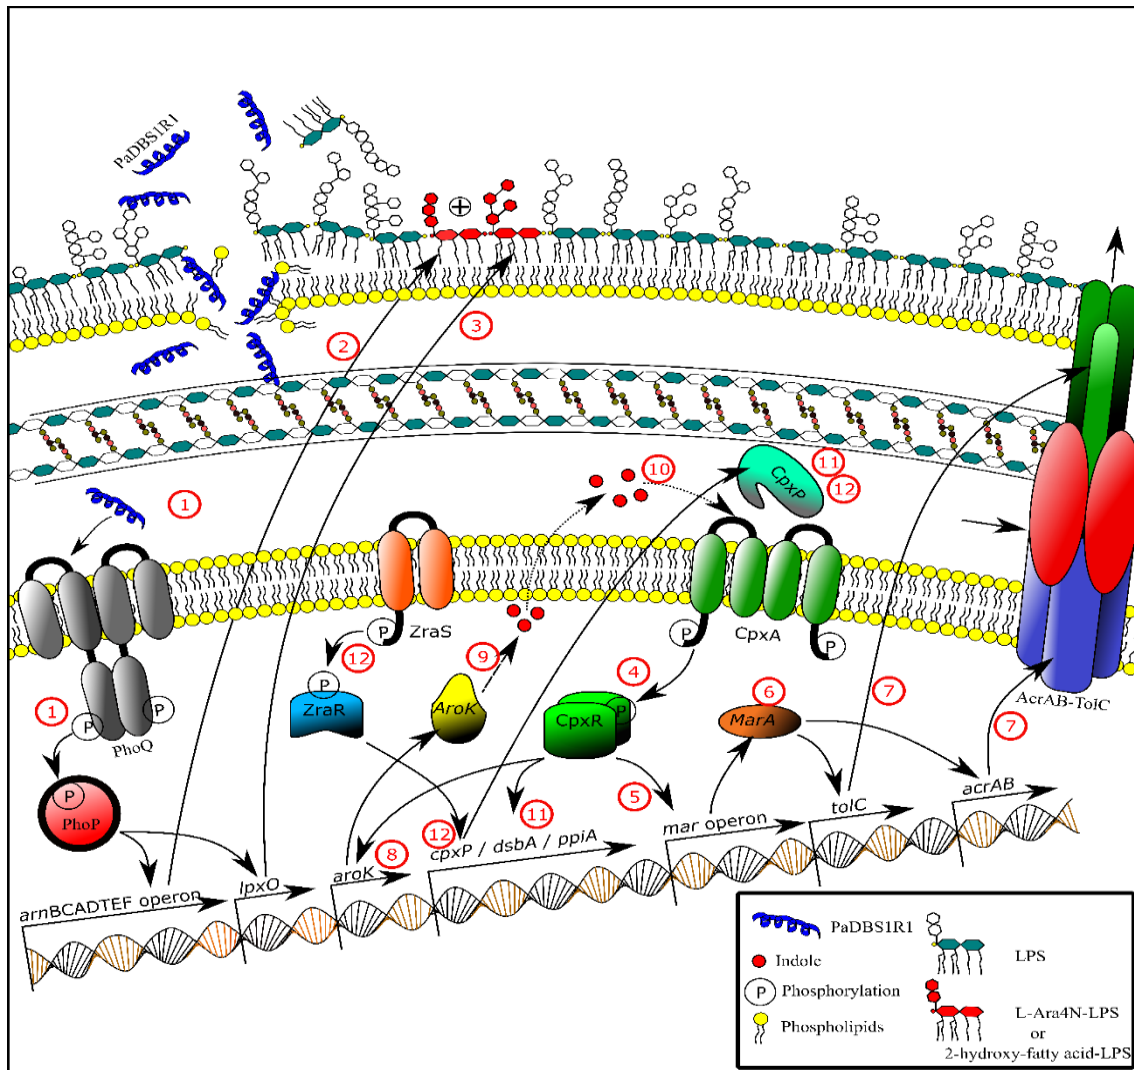 PaDBS1R1
+
2
3
10
11
12
CpxP
1
P
ZraS
P
CpxA
P
12
9
4
P
ZraR
AroK
CpxR
P
6
MarA
7
AcrAB-TolC
7
1
P
P
PhoQ
P
PhoP
5
11
12
8
arnBCADTEF operon
lpxO
aroK
cpxP / dsbA / ppiA
mar operon
tolC
acrAB
PaDBS1R1
Indole
P Phosphorylation
Phospholipids
LPS
L-Ara4N-LPS
or
2-hydroxy-fatty acid-LPS